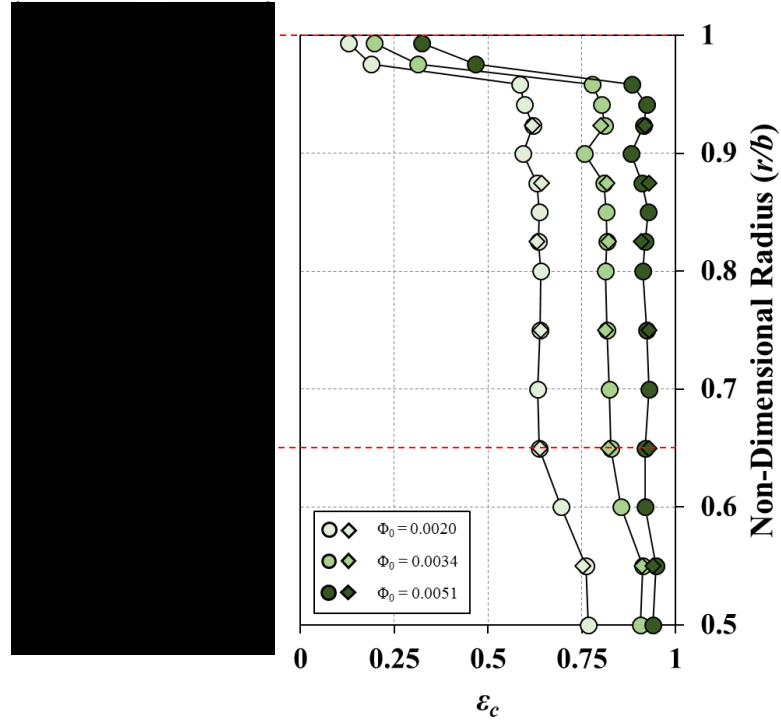 1
0.9
0.8
0.7
0.6
0.5
Non-Dimensional Radius (r/b)
Φ₀ = 0.0020
Φ₀ = 0.0034
Φ₀ = 0.0051
0 0.25 0.5 0.75 1
ε_c